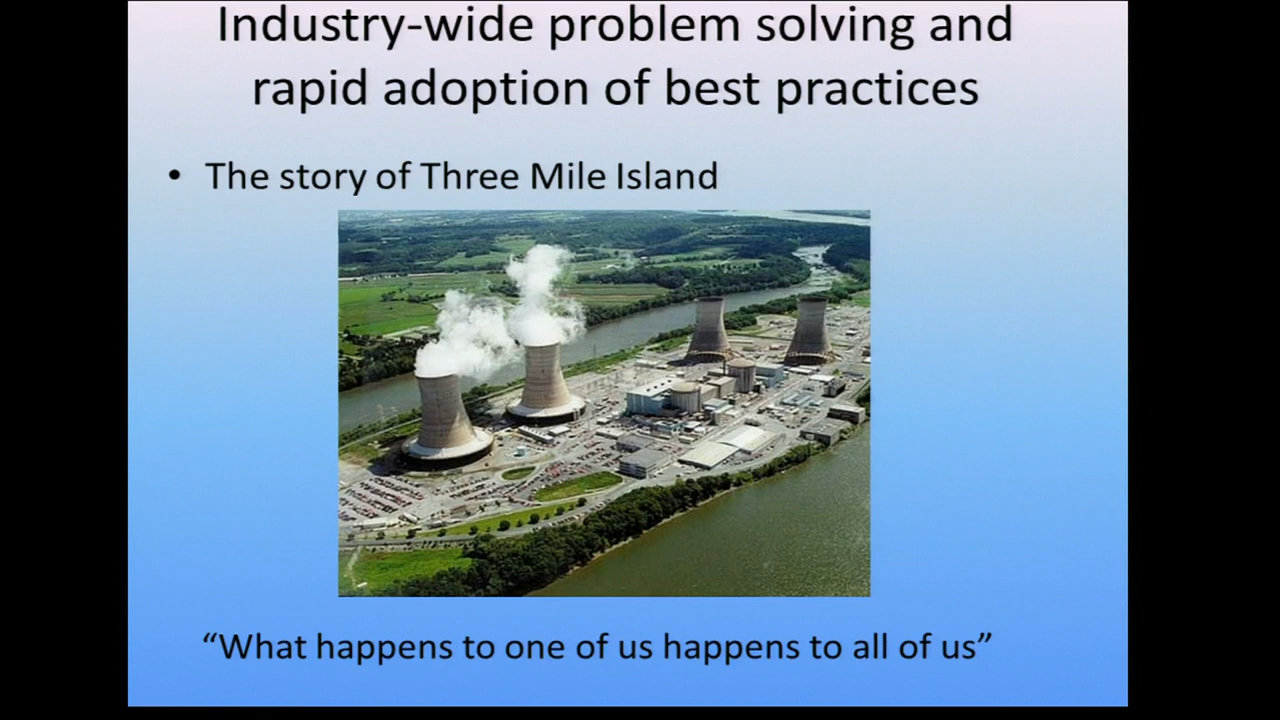 Industry-wide problem solving and
rapid adoption of best practices
• The story of Three Mile Island
“What happens to one of us happens to all of us”